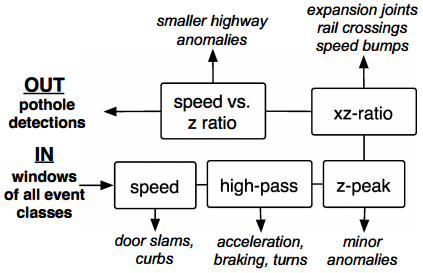 smaller highway
anomalies
expansion joints
rail crossings
speed bumps
OUT
pothole
detections
speed vs.
z ratio
xz-ratio
IN
windows
of all event
classes
speed
high-pass
z-peak
door slams,
curbs
acceleration,
braking, turns
minor
anomalies